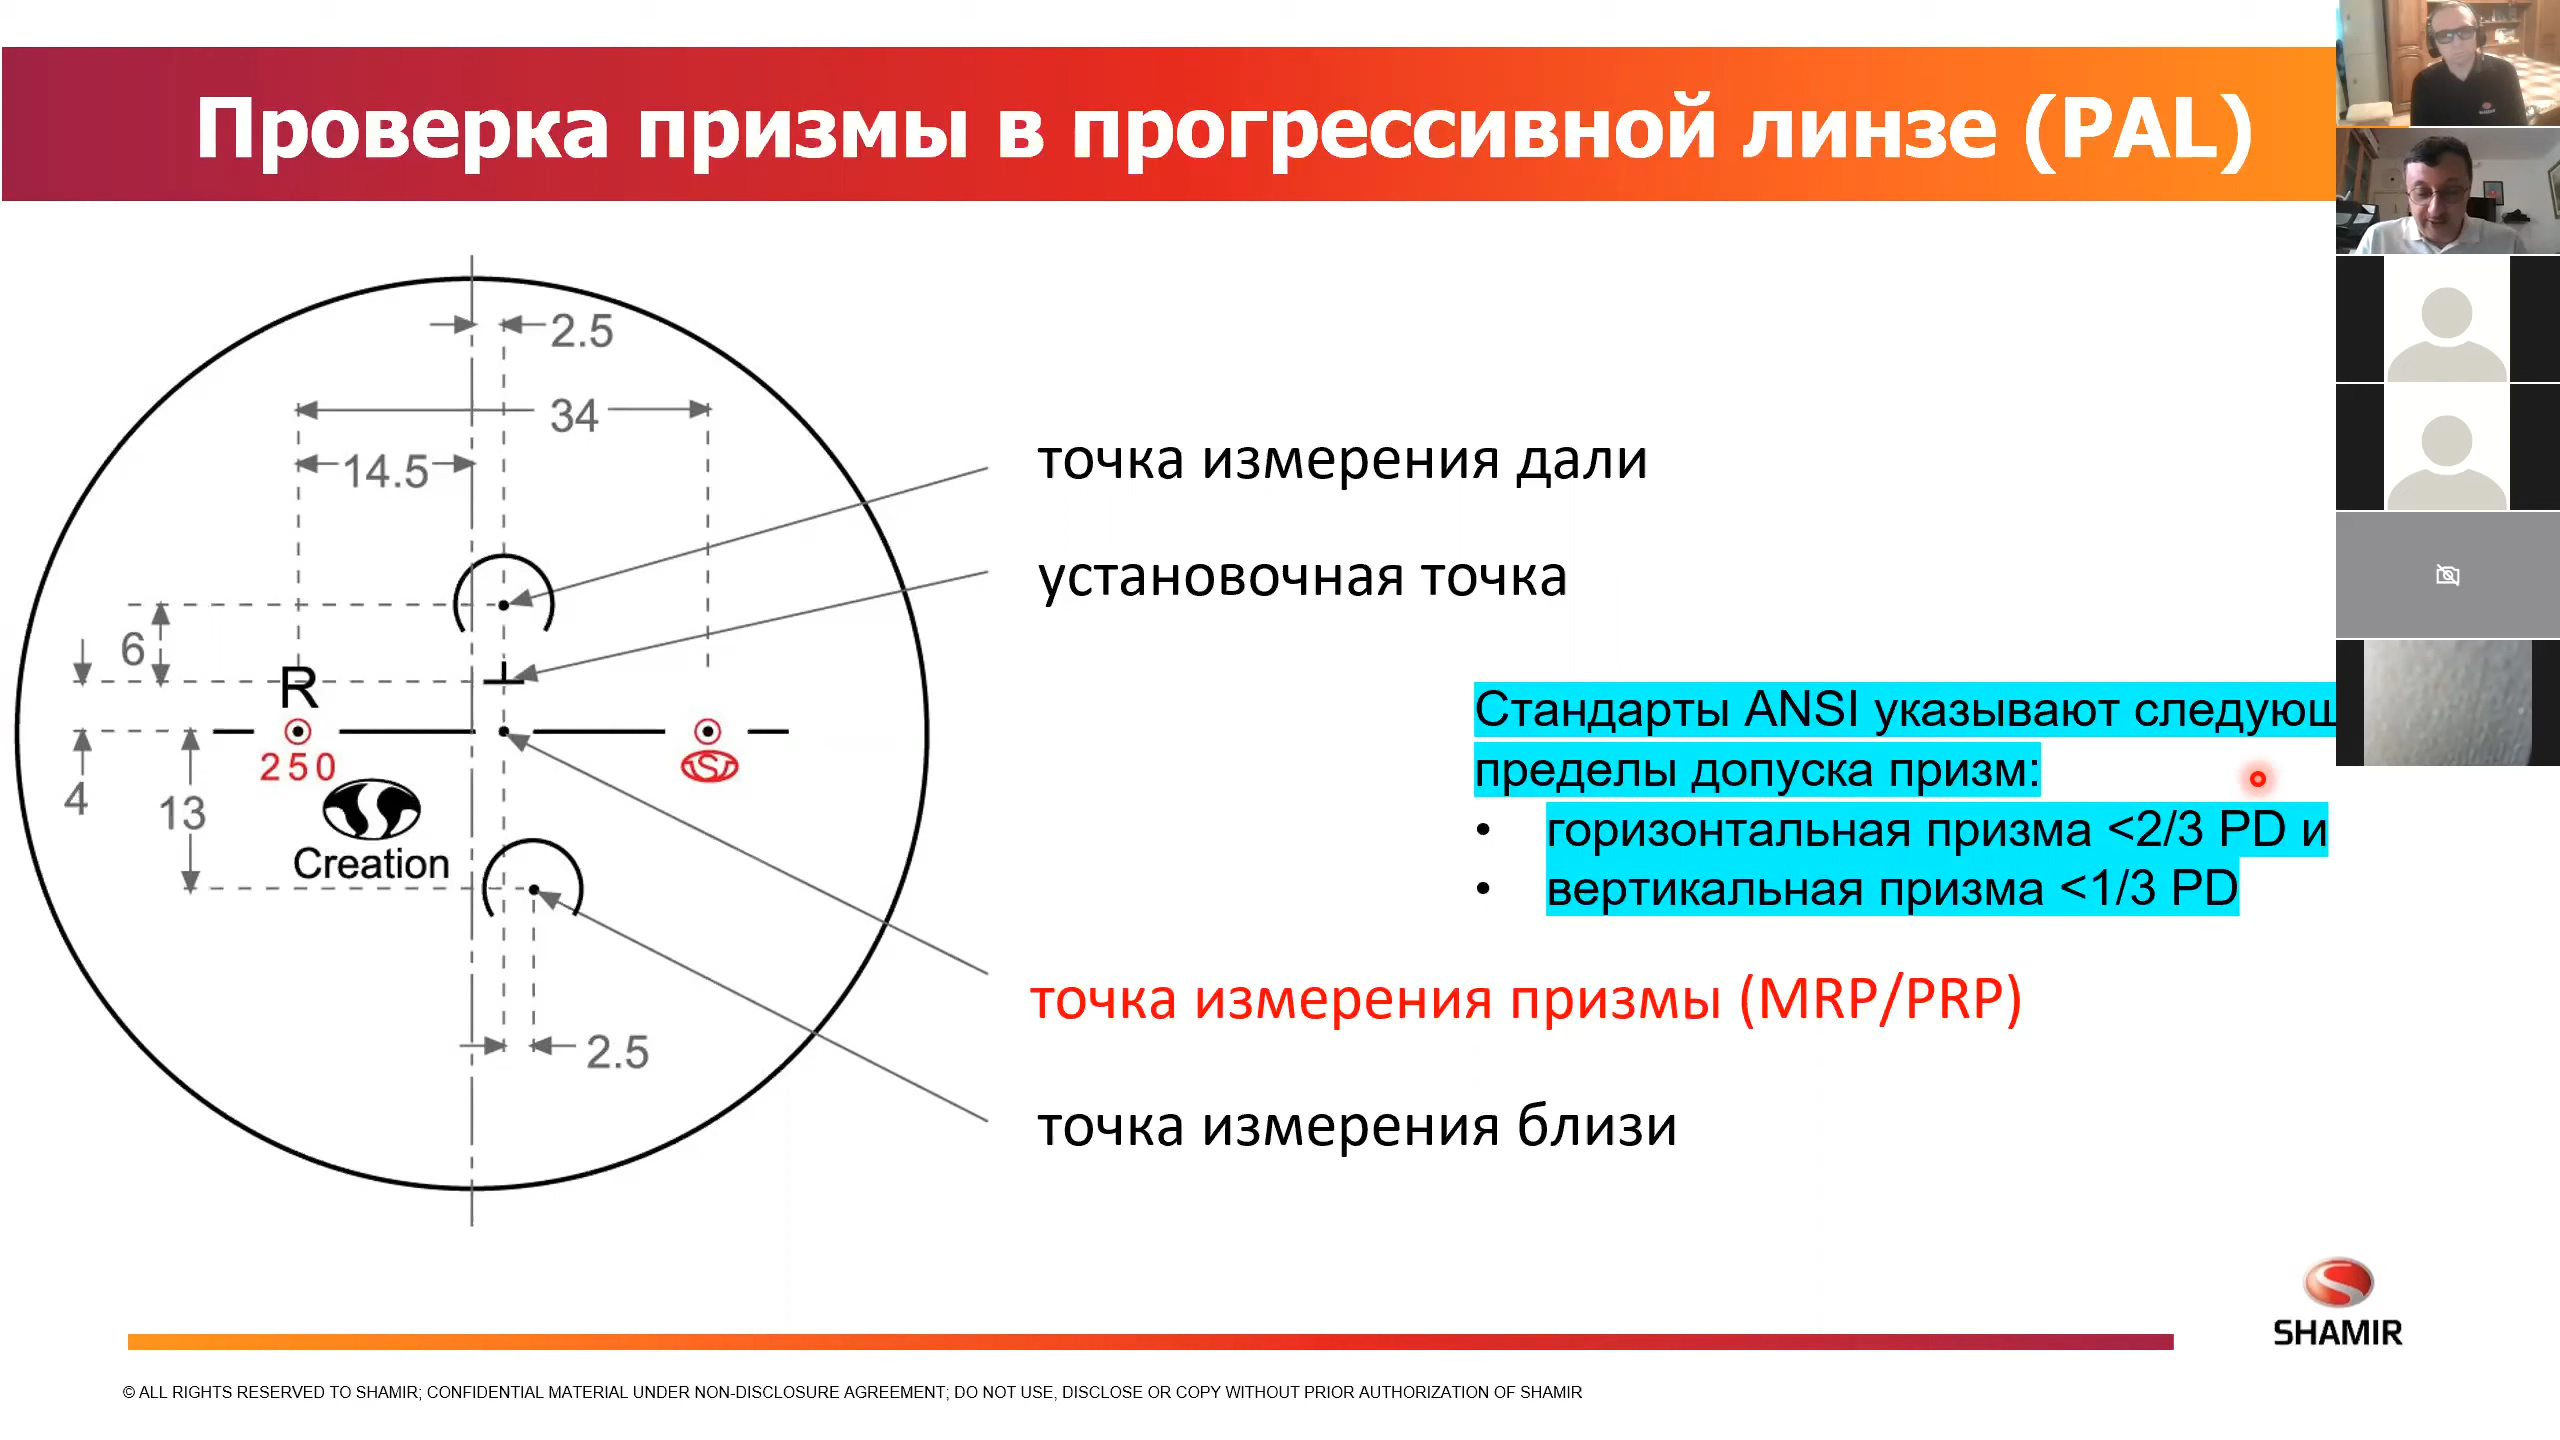 Проверка призмы в прогрессивной линзе (PAL)
2.5
34
14.5
точка измерения дали
установочная точка
6
R
250
S
4
13
Creation
Стандарты ANSI указывают
пределы допуска призм:
• горизонтальная призма <2/3 PD и
• вертикальная призма <1/3 PD
точка измерения призмы (MRP/PRP)
2.5
точка измерения близи
SHAMIR
© ALL RIGHTS RESERVED TO SHAMIR; CONFIDENTIAL MATERIAL UNDER NON-DISCLOSURE AGREEMENT; DO NOT USE, DISCLOSE OR COPY WITHOUT PRIOR AUTHORIZATION OF SHAMIR